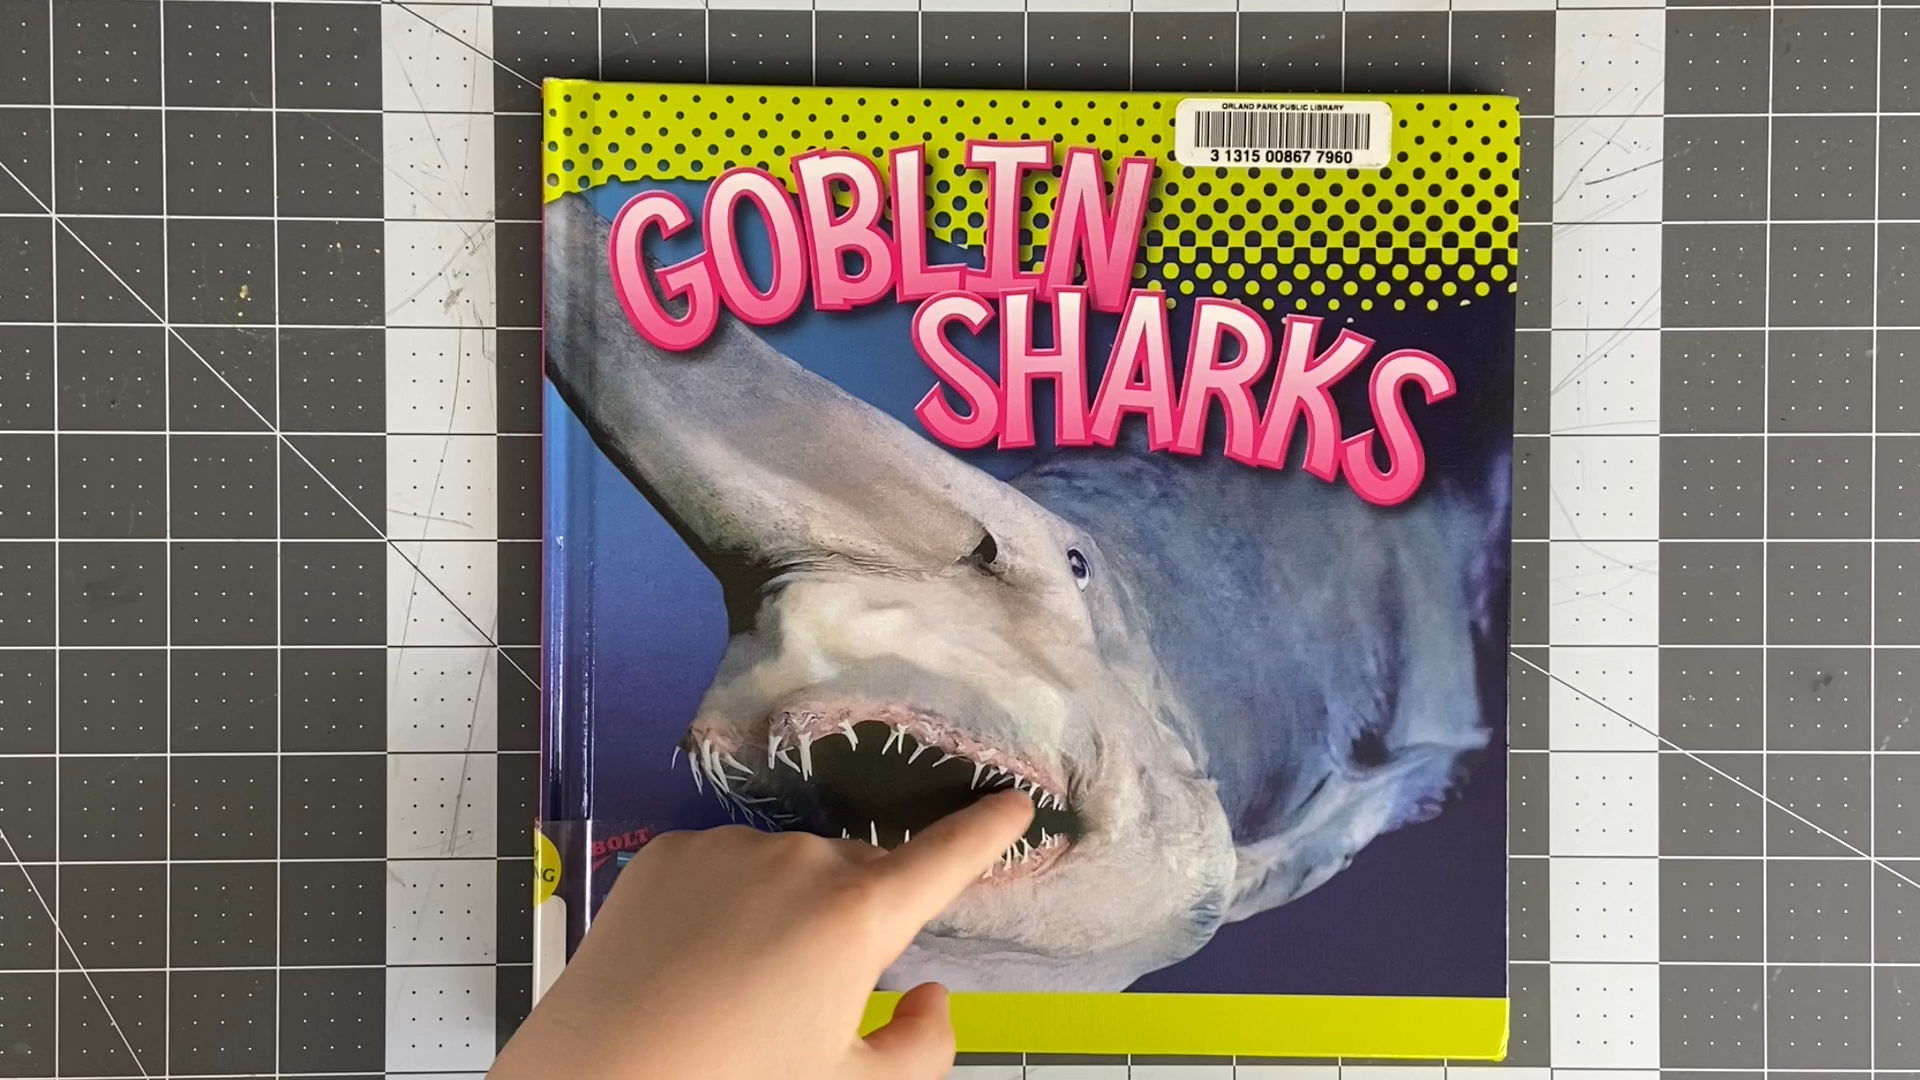 ORLAND PARK PUBLIC LIBRARY
3 1315 00867 7960
GOBLIN
SHARKS
BOLT